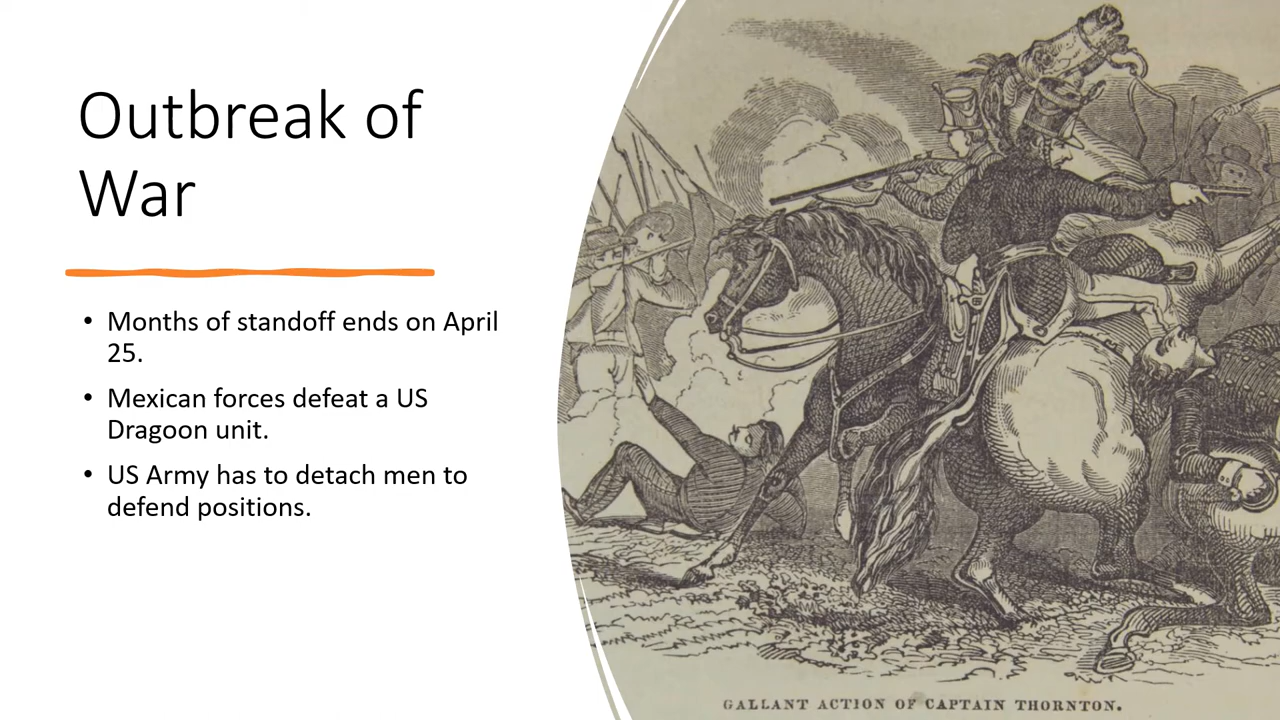 Outbreak of
War
• Months of standoff ends on April
25.
• Mexican forces defeat a US
Dragoon unit.
• US Army has to detach men to
defend positions.
GALLANT ACTION OF CAPTAIN THORNTON.